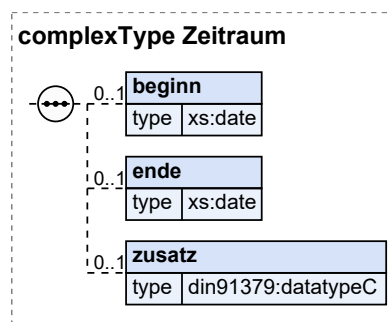 complexType Zeitraum
0..1 beginn
type xs:date
0..1 ende
type xs:date
0..1 zusatz
type din91379:datatypeC